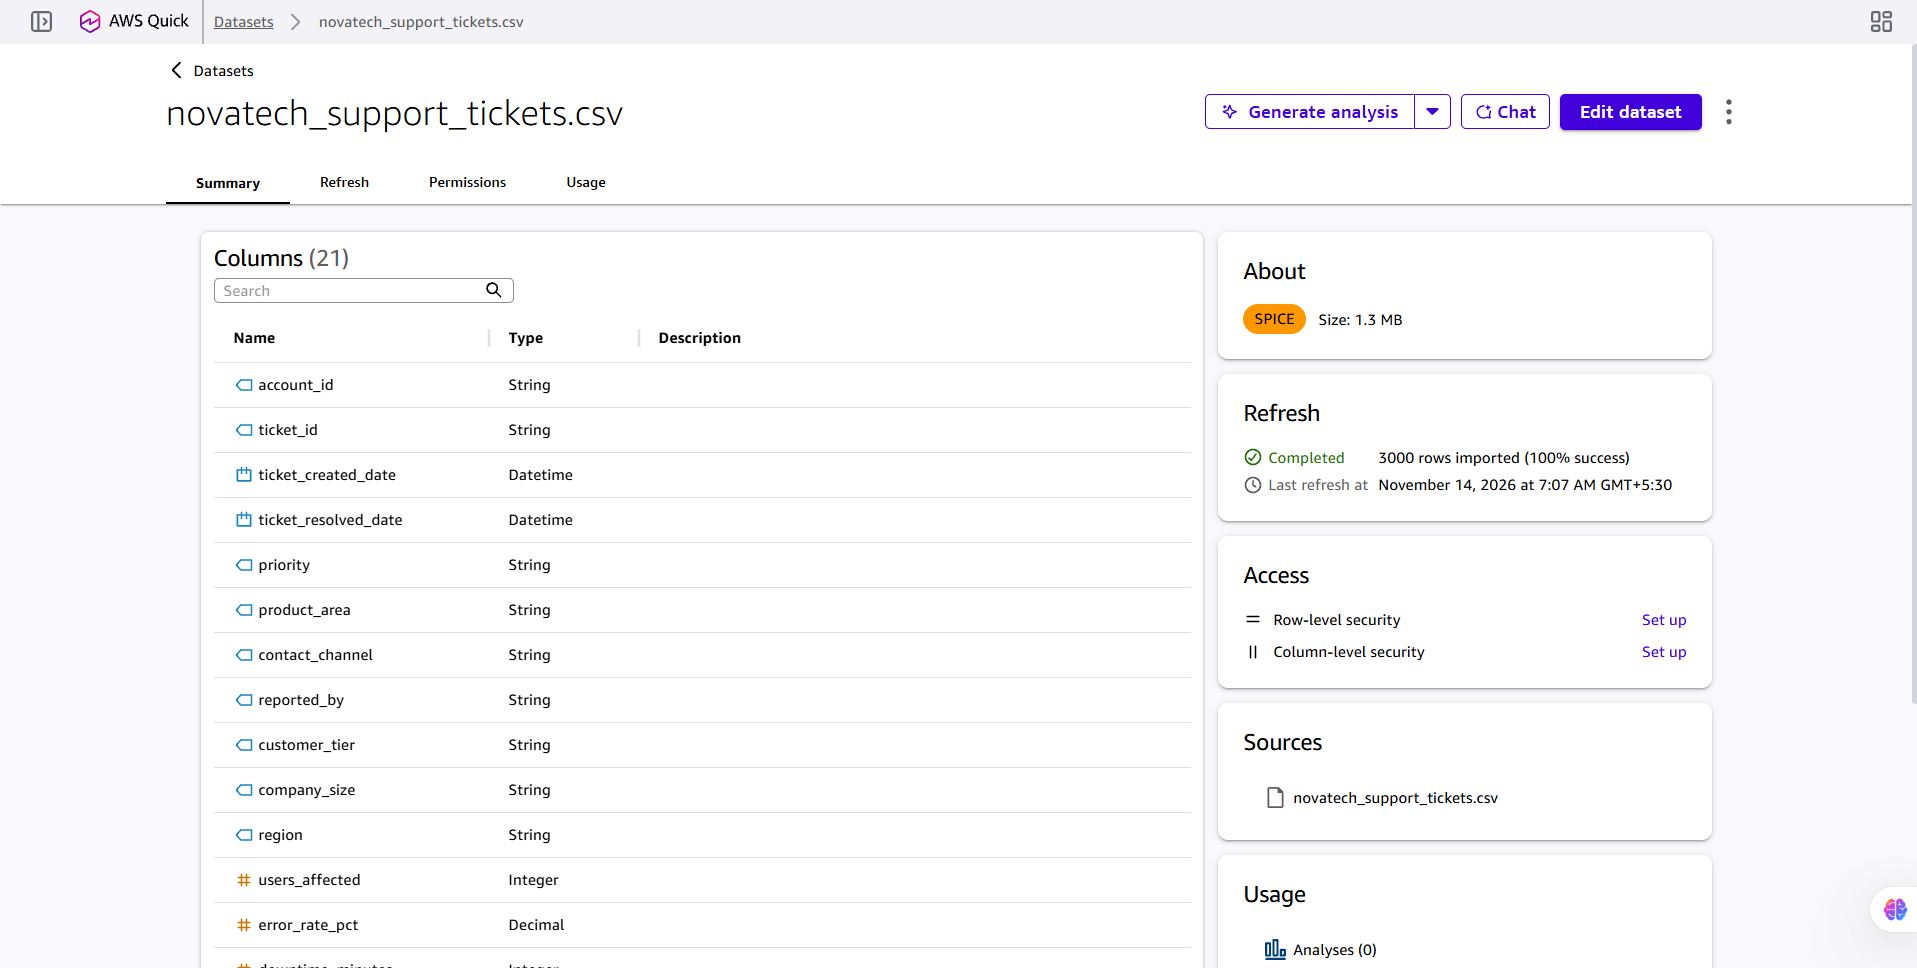 AWS Quick
Datasets
novatech_support_tickets.csv
Datasets
novatech_support_tickets.csv
Generate analysis
Chat
Edit dataset
Summary
Refresh
Permissions
Usage
Columns (21)
Search
Name
Type
Description
account_id
String
ticket_id
String
ticket_created_date
Datetime
ticket_resolved_date
Datetime
priority
String
product_area
String
contact_channel
String
reported_by
String
customer_tier
String
company_size
String
region
String
users_affected
Integer
error_rate_pct
Decimal
About
SPICE
Size: 1.3 MB
Refresh
Completed
3000 rows imported (100% success)
Last refresh at
November 14, 2026 at 7:07 AM GMT+5:30
Access
Row-level security
Set up
Column-level security
Set up
Sources
novatech_support_tickets.csv
Usage
Analyses (0)